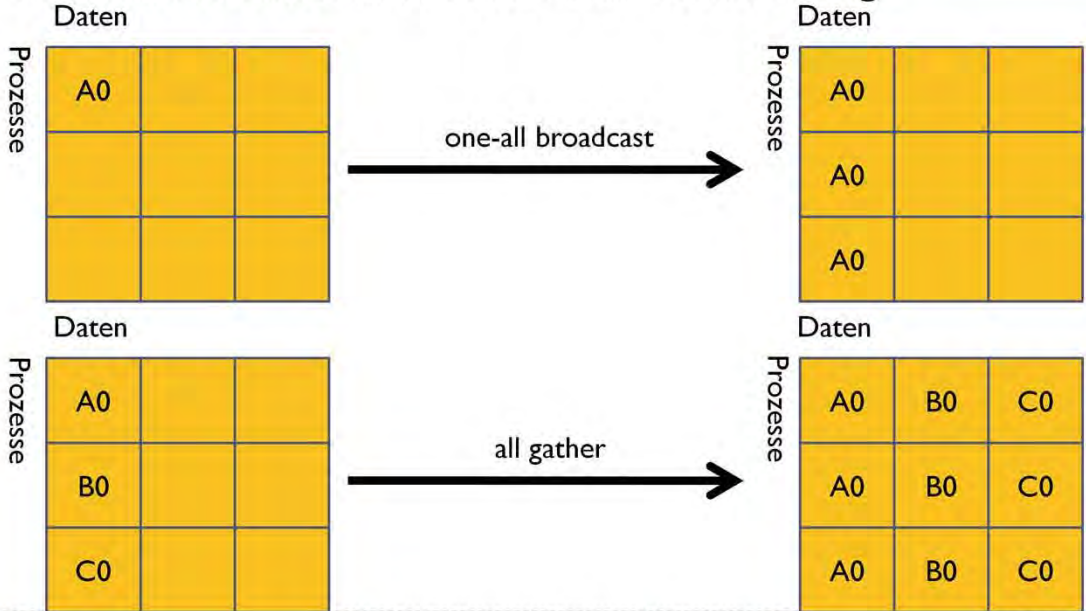 Daten
Daten
Prozesse
Prozesse
A0
one-all broadcast
A0
A0
A0
Daten
Daten
Prozesse
Prozesse
A0
B0
C0
all gather
A0 B0 C0
A0 B0 C0
A0 B0 C0